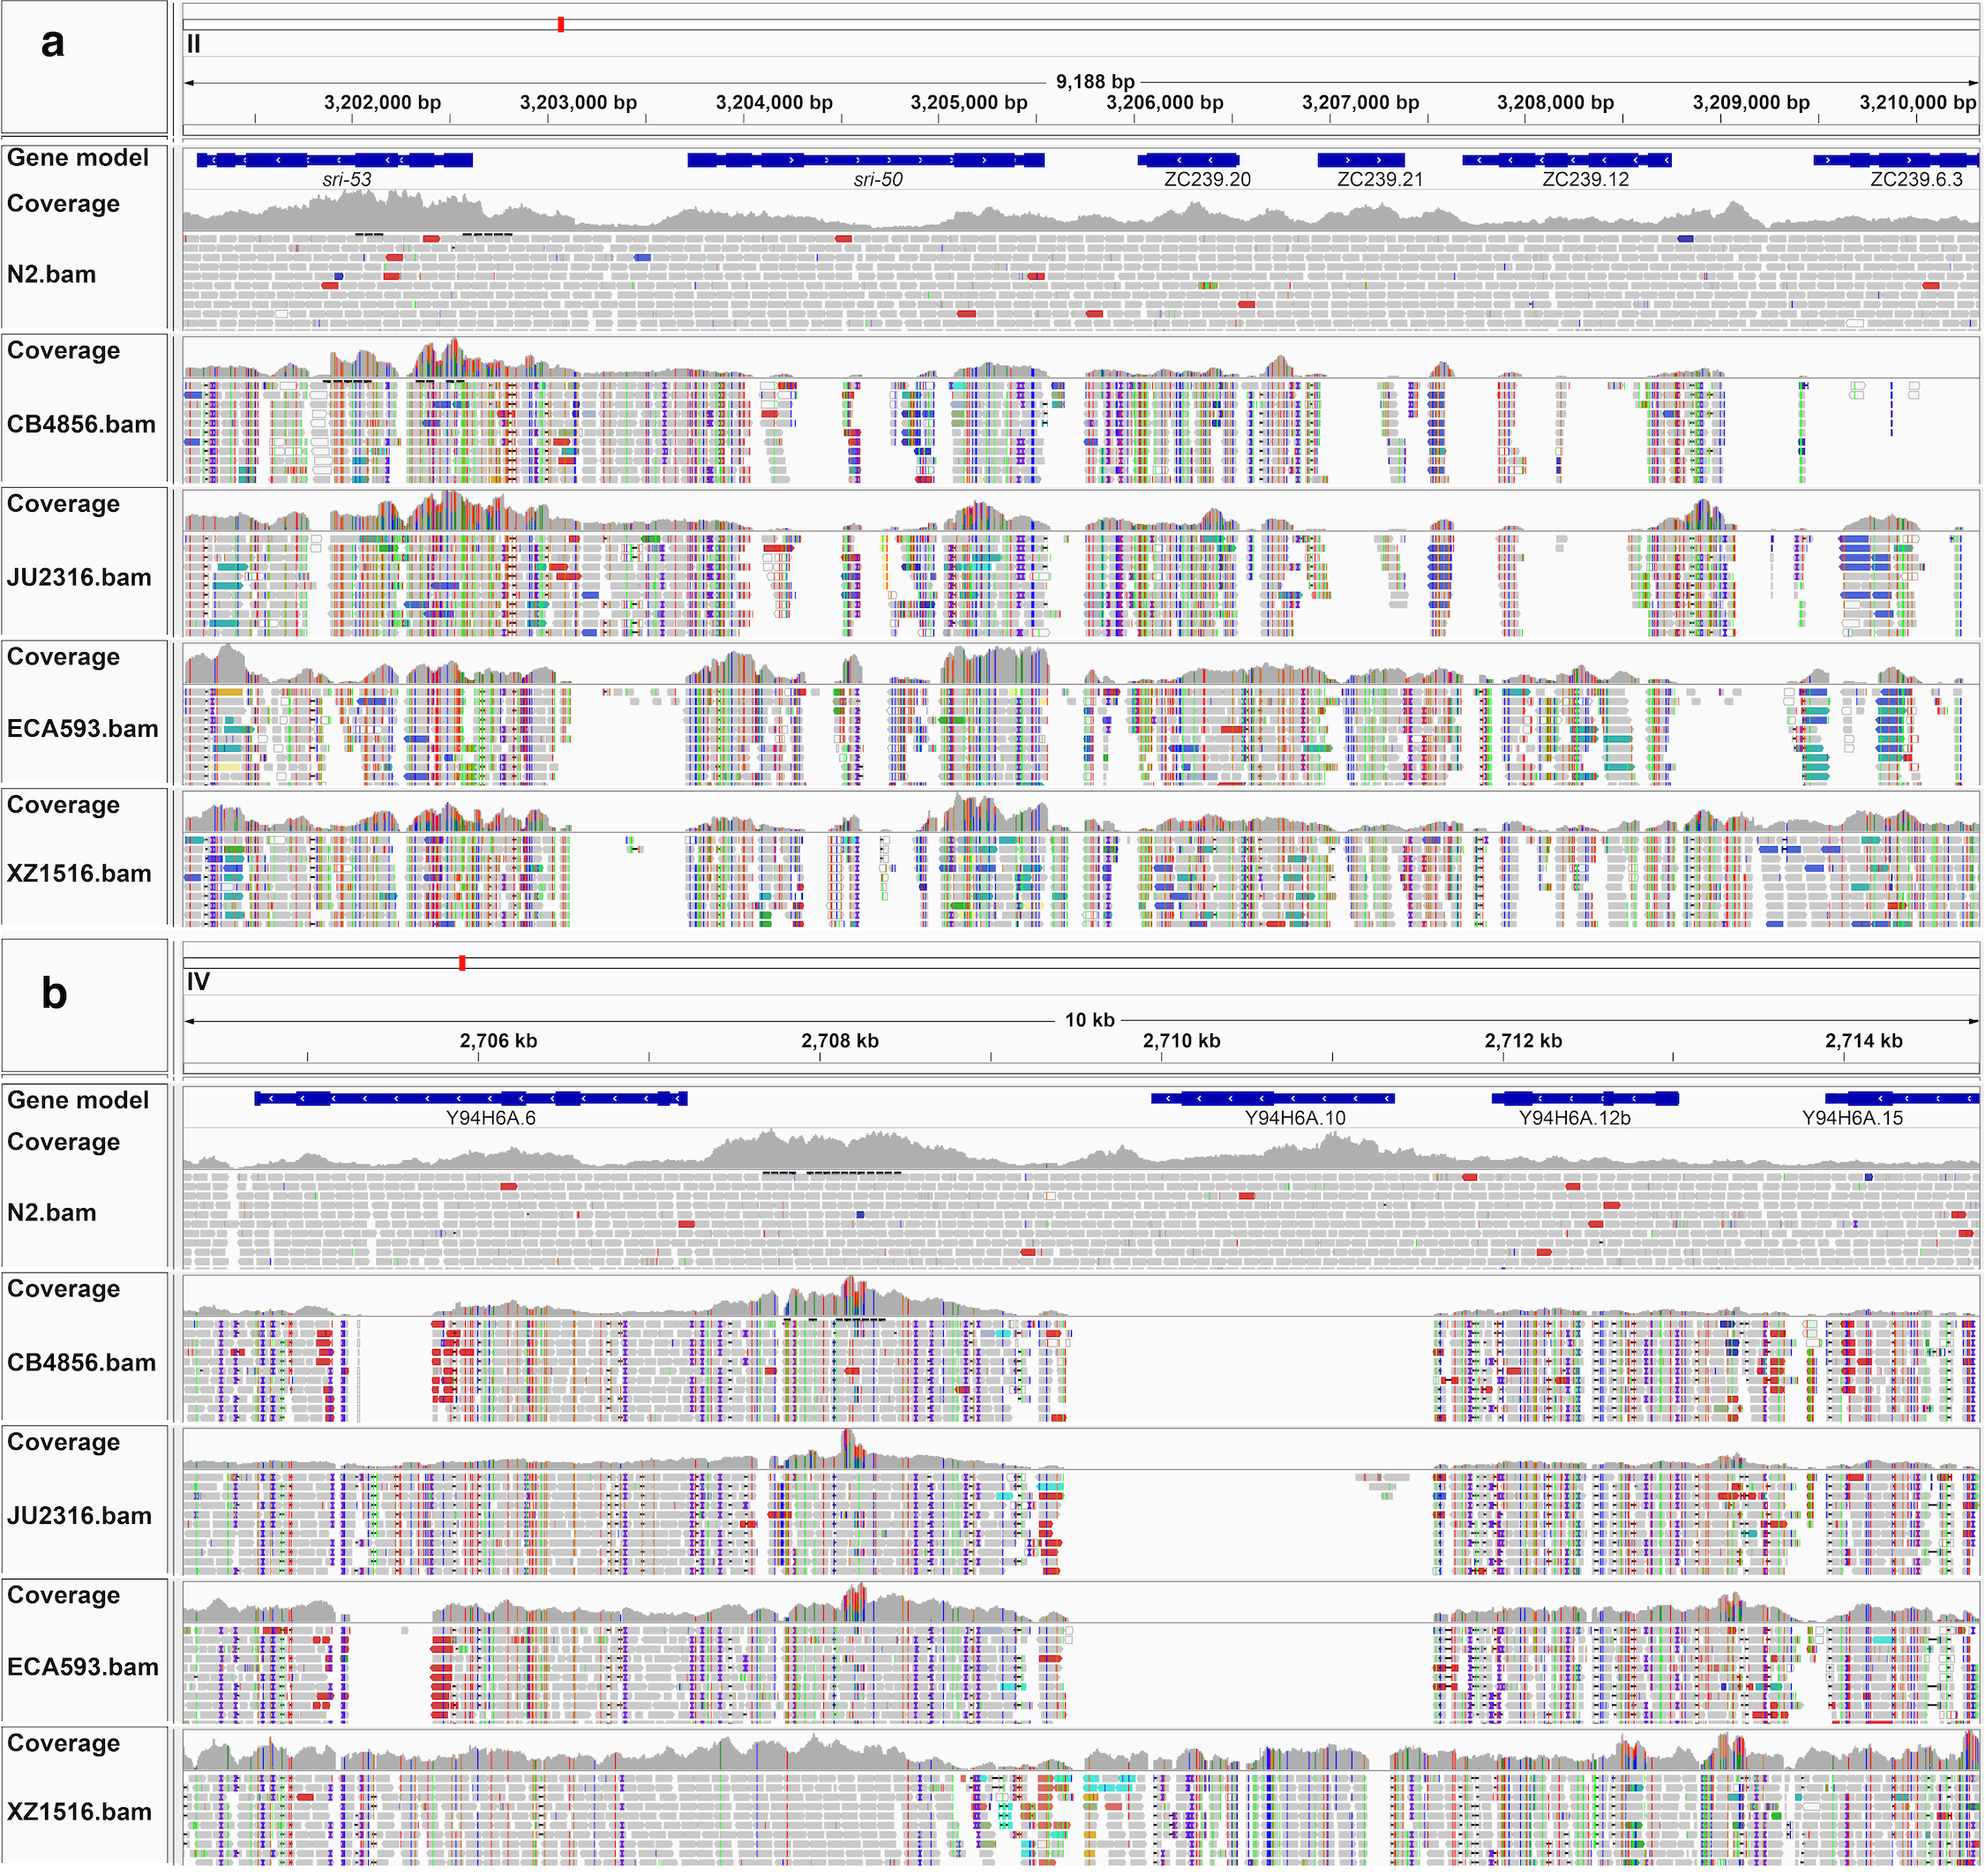 a
II
9,188 bp
3,202,000 bp 3,203,000 bp 3,204,000 bp 3,205,000 bp 3,206,000 bp 3,207,000 bp 3,208,000 bp 3,209,000 bp 3,210,000 bp
Gene model
sri-53 sri-50 ZC239.20 ZC239.21 ZC239.12 ZC239.6.3
Coverage
N2.bam
Coverage
CB4856.bam
Coverage
JU2316.bam
Coverage
ECA593.bam
Coverage
XZ1516.bam
b
IV
10 kb
2,706 kb 2,708 kb 2,710 kb 2,712 kb 2,714 kb
Gene model
Y94H6A.6 Y94H6A.10 Y94H6A.12b Y94H6A.15
Coverage
N2.bam
Coverage
CB4856.bam
Coverage
JU2316.bam
Coverage
ECA593.bam
Coverage
XZ1516.bam